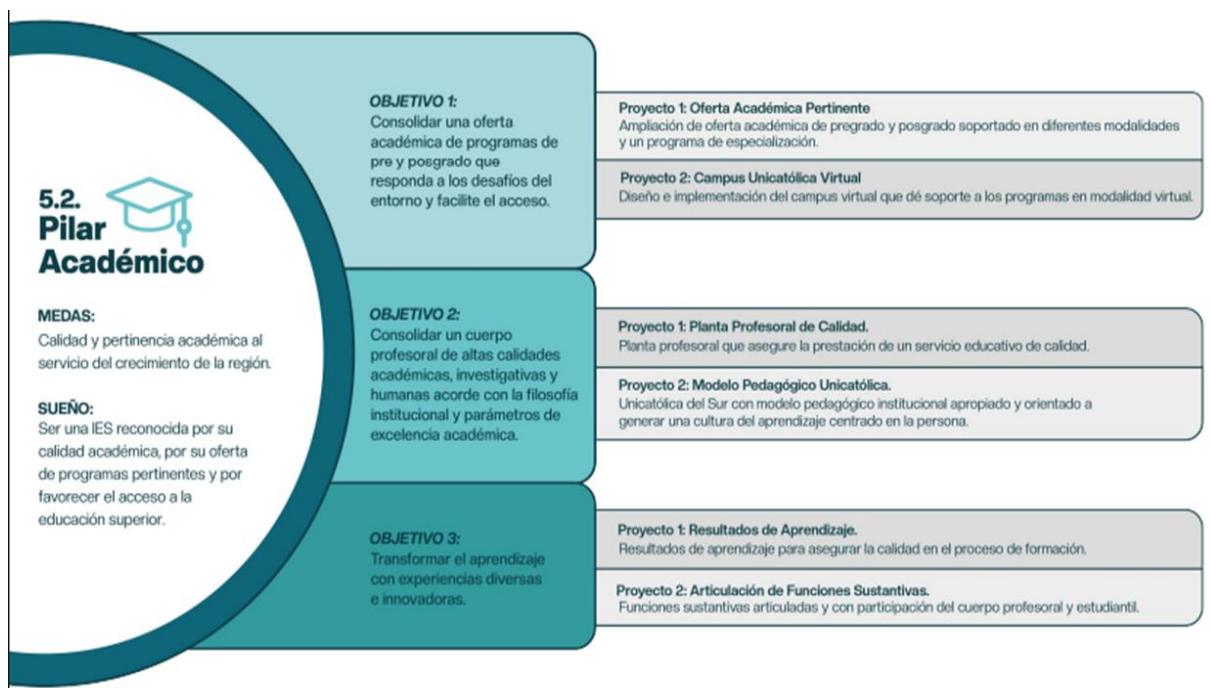 5.2.
Pilar
Académico
MEDAS:
Calidad y pertinencia académica al
servicio del crecimiento de la región.
SUEÑO:
Ser una IES reconocida por su
calidad académica, por su oferta
de programas pertinentes y por
favorecer el acceso a la
educación superior.
OBJETIVO 1:
Consolidar una oferta
académica de programas de
pre y posgrado que
responda a los desafíos del
entorno y facilite el acceso.
Proyecto 1: Oferta Académica Pertinente
Ampliación de oferta académica de pregrado y posgrado soportado en diferentes modalidades
y un programa de especialización.
Proyecto 2: Campus Unicatólica Virtual
Diseño e implementación del campus virtual que dé soporte a los programas en modalidad virtual.
OBJETIVO 2:
Consolidar un cuerpo
profesoral de altas calidades
académicas, investigativas y
humanas acorde con la filosofía
institucional y parámetros de
excelencia académica.
Proyecto 1: Planta Profesoral de Calidad.
Planta profesoral que asegure la prestación de un servicio educativo de calidad.
Proyecto 2: Modelo Pedagógico Unicatólica.
Unicatólica del Sur con modelo pedagógico institucional apropiado y orientado a
generar una cultura del aprendizaje centrado en la persona.
OBJETIVO 3:
Transformar el aprendizaje
con experiencias diversas
e innovadoras.
Proyecto 1: Resultados de Aprendizaje.
Resultados de aprendizaje para asegurar la calidad en el proceso de formación.
Proyecto 2: Articulación de Funciones Sustantivas.
Funciones sustantivas articuladas y con participación del cuerpo profesoral y estudiantil.